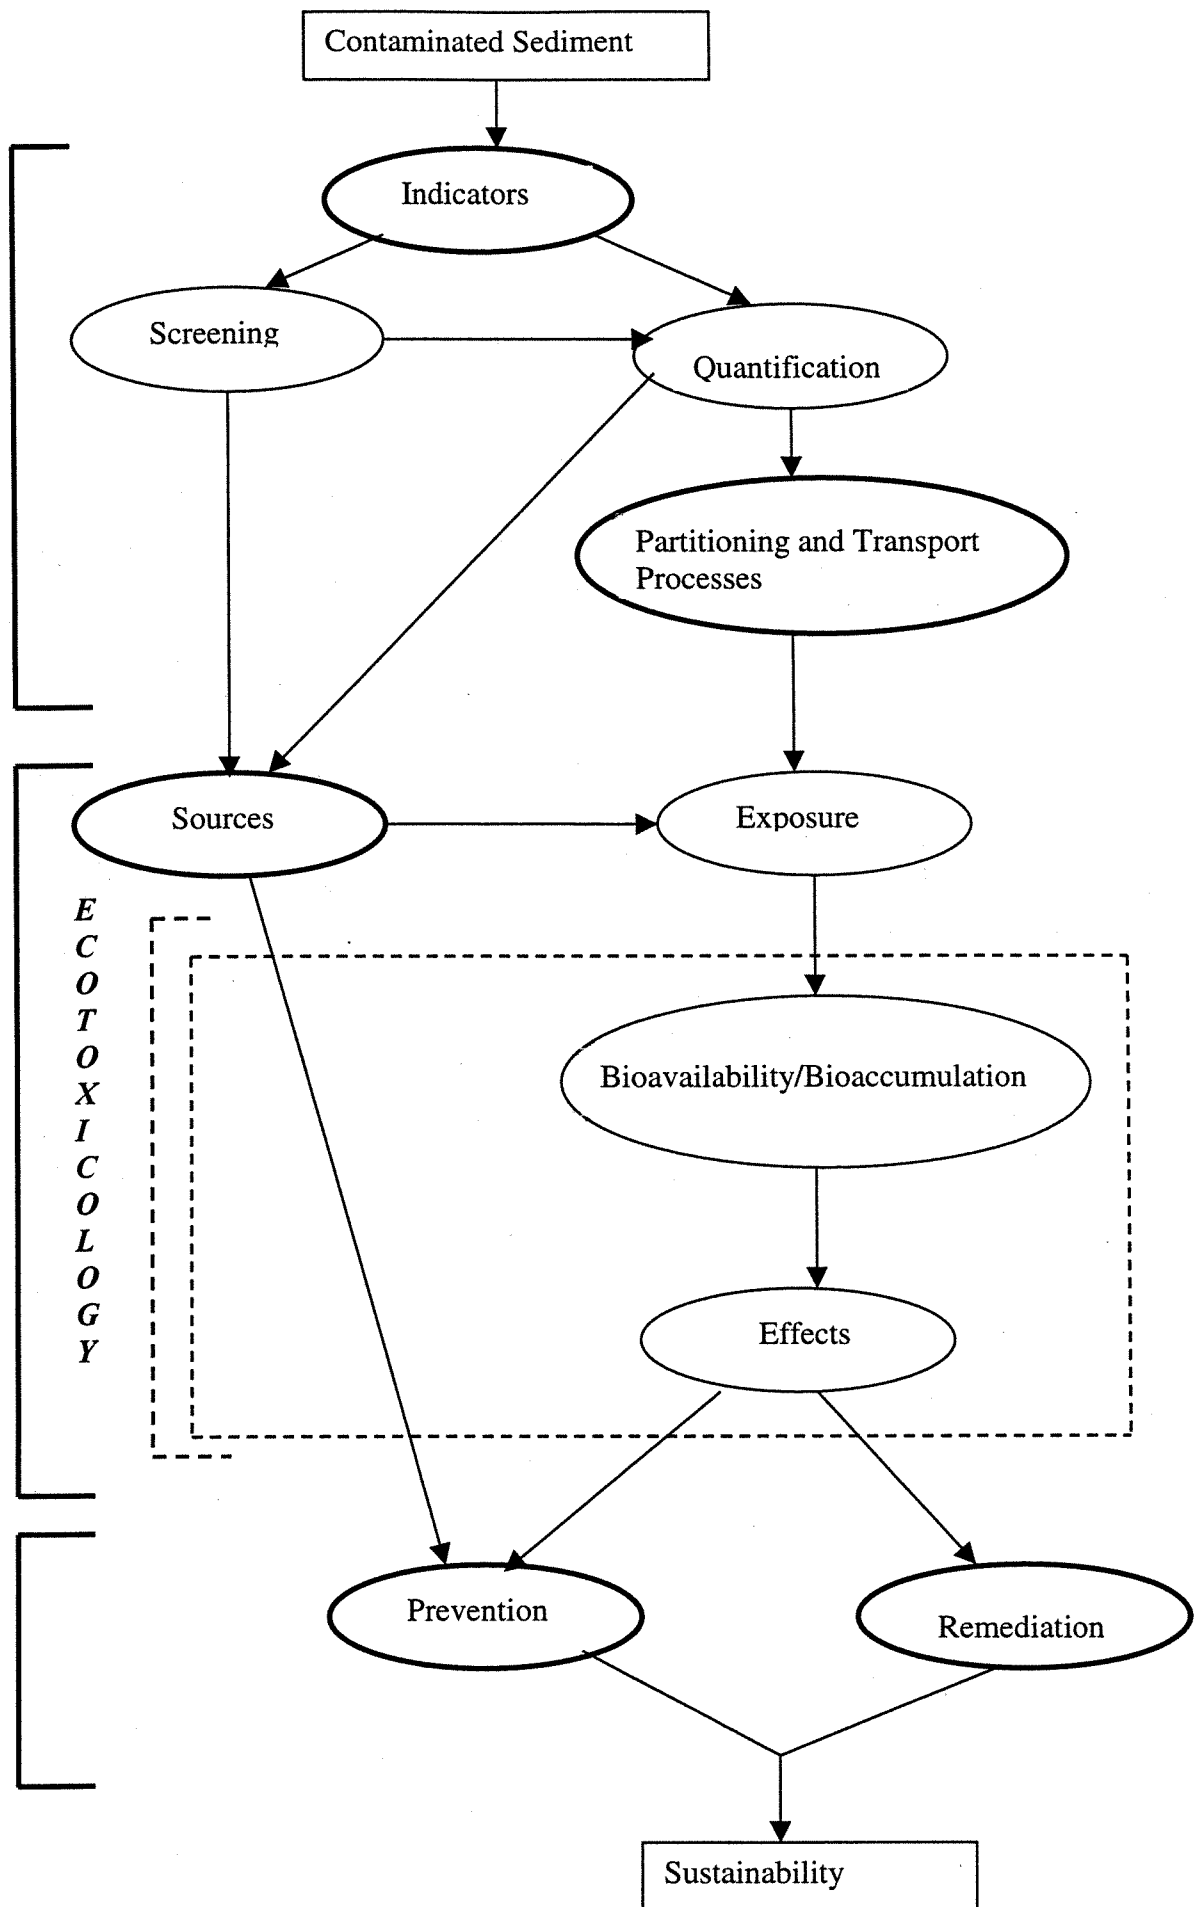 Contaminated Sediment
Indicators
Screening
Quantification
Partitioning and Transport
Processes
Sources
Exposure
E
C
O
T
O
X
I
C
O
L
O
G
Y
Bioavailability/Bioaccumulation
Effects
Prevention
Remediation
Sustainability